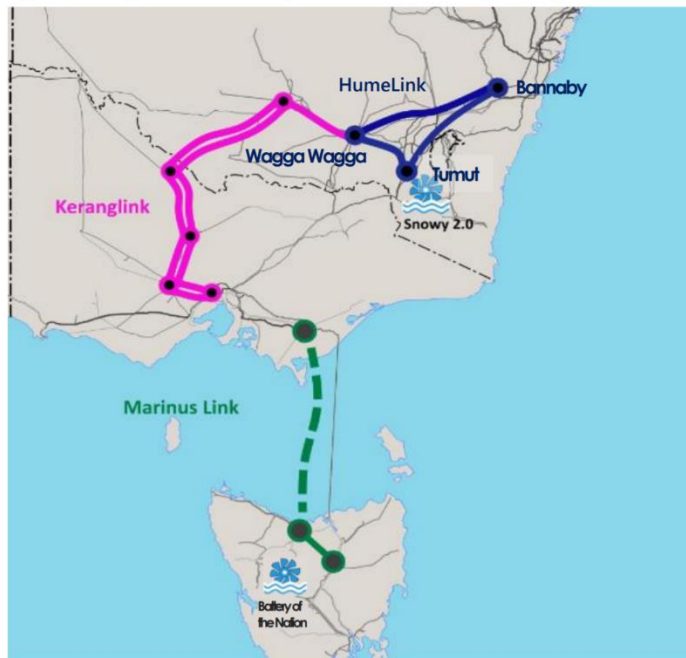 HumeLink
Bannaby
Wagga Wagga
Tumut
Keranglink
Snowy 2.0
Marinus Link
Battery of
the Nation